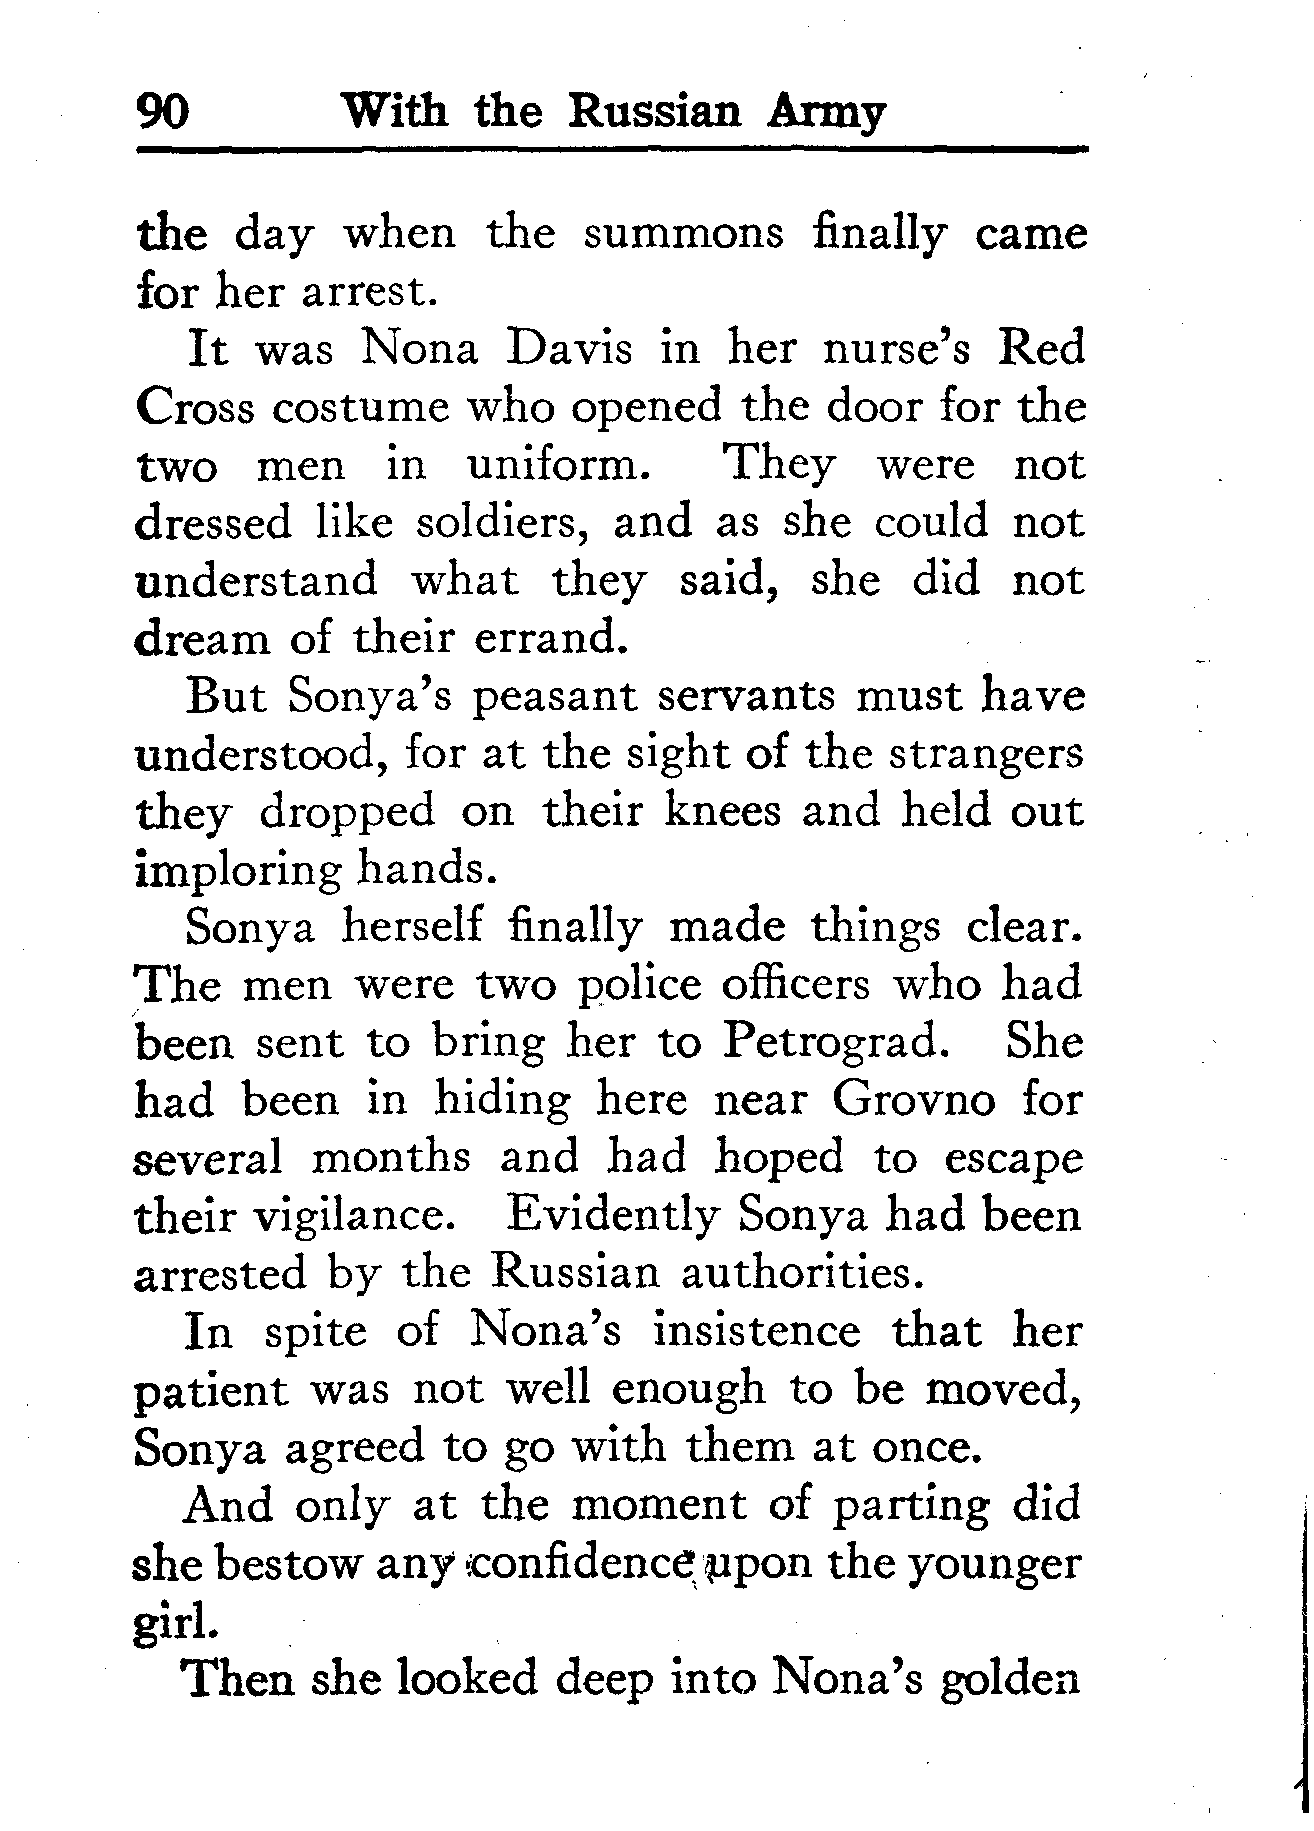 90 With the Russian Army
the day when the summons finally came
for her arrest.
It was Nona Davis in her nurse's Red
Cross costume who opened the door for the
two men in uniform. They were not
dressed like soldiers, and as she could not
understand what they said, she did not
dream of their errand.
But Sonya's peasant servants must have
understood, for at the sight of the strangers
they dropped on their knees and held out
imploring hands.
Sonya herself finally made things clear.
The men were two police officers who had
been sent to bring her to Petrograd. She
had been in hiding here near Grovno for
several months and had hoped to escape
their vigilance. Evidently Sonya had been
arrested by the Russian authorities.
In spite of Nona's insistence that her
patient was not well enough to be moved,
Sonya agreed to go with them at once.
And only at the moment of parting did
she bestow any confidence upon the younger
girl.
Then she looked deep into Nona's golden